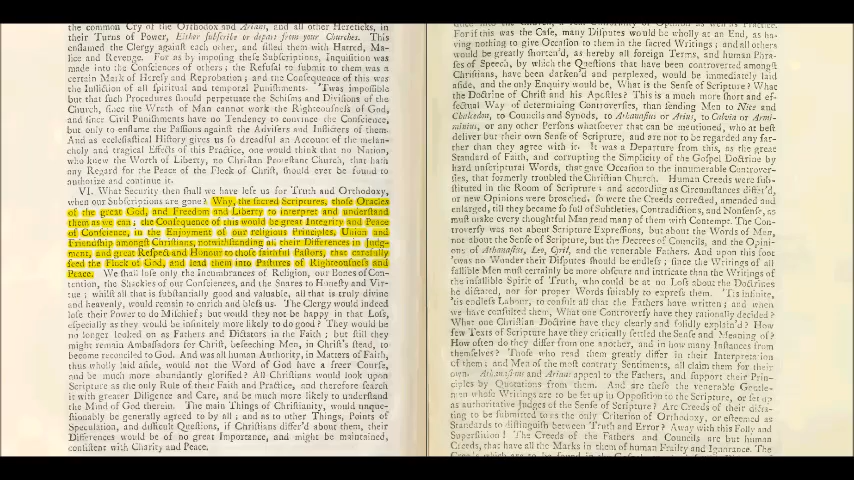 the common Cry of the Orthodox and Arians, and all other Hereticks, in
their Turns of Power, Either subscribe or depart from your Churches. This
enflamed the Clergy against each other, and filled them with Hatred, Ma-
lice and Revenge. For as by imposing these Subscriptions, Inquisition was
made into the Consciences of others; the Refusal to submit to them was a
certain Mark of Heresy and Reprobation; and the Consequence of this was
the Infliction of all Spiritual and temporal Punishments. 'Twas impossible
but that such Procedures should perpetuate the Schisms and Divisions of the
Church, since the Wrath of Man cannot work the Righteousness of God,
and since Civil Punishments have no Tendency to convince the Conscience,
but only to enflame the Passions against the Advisers and Inflicters of them.
And as ecclesiastical History gives us so dreadful an Account of the melan-
choly and tragical Effects of this Practice, one would think that no Nation,
who knew the Worth of Liberty, no Christian Protestant Church, that hath
any Regard for the Peace of the Flock of Christ, should ever be found to
authorize and continue it.
VI. What Security then shall we have left us for Truth and Orthodoxy,
when our Subscriptions are gone? Why, the sacred Scriptures, those Oracles
of the great God, and Freedom and Liberty to interpret and understand
them as we can; the Consequence of this would be great Integrity and Peace
of Conscience, in the Enjoyment of our religious Principles, Union and
Friendship amongst Christians, notwithstanding all their Differences in Judg-
ment, and great Respect and Honour to those faithful Pastors, that carefully
feed the Flock of God, and lead them into Pastures of Righteousness and
Peace. We shall lose only the Incumbrances of Religion, our Bones of Con-
tention, the Shackles of our Consciences, and the Snares to Honesty and Vir-
tue; whilst all that is substantially good and valuable, all that is truly divine
and heavenly, would remain to enrich and bless us. The Clergy would indeed
lose their Power to do Mischief; but would they not be happy in that Loss,
especially as they would be infinitely more likely to do good? They would be
no longer looked on as Fathers and Dictators in the Faith; but still they
might remain Ambassadors for Christ, beseeching Men, in Christ's stead, to
become reconciled to God. And was all human Authority, in Matters of Faith,
thus wholly laid aside, would not the Word of God have a freer Course,
and be much more abundantly glorified? All Christians would look upon
Scripture as the only Rule of their Faith and Practice, and therefore search
it with greater Diligence and Care, and be much more likely to understand
the Mind of God therein. The main Things of Christianity, would unque-
stionably be generally agreed to by all; and as to other Things, Points of
Speculation, and difficult Questions, if Christians differ'd about them, their
Differences would be of no great Importance, and might be maintained,
consistent with Charity and Peace.
For if this was the Case, many Disputes would be wholly at an End, as ha-
ving nothing to give Occasion to them in the sacred Writings; and all others
would be greatly shorten'd, as hereby all foreign Terms, and human Phra-
ses of Speech, by which the Questions that have been controverted amongst
Christians, have been darken'd and perplexed, would be immediately laid
aside, and the only Enquiry would be, What is the Sense of Scripture? What
the Doctrine of Christ and his Apostles? This is a much more short and ef-
fectual Way of determining Controversies, than sending Men to Nice and
Chalcedon, to Councils and Synods, to Athanasius or Arius, to Calvin or Armi-
nius, or any other Persons whatsoever that can be mentioned, who at best
deliver but their own Sense of Scripture, and are not to be regarded any far-
ther than they agree with it. It was a Departure from this, as the great
Standard of Faith, and corrupting the Simplicity of the Gospel Doctrine by
hard unscriptural Words, that gave Occasion to the innumerable Controver-
sies, that formerly troubled the Christian Church. Human Creeds were sub-
stituted in the Room of Scripture; and according as Circumstances differ'd,
or new Opinions were broached, so were the Creeds corrected, amended and
enlarged, till they became so full of Subtleties, Contradictions, and Nonsense, as
must make every thoughtful Man read many of them with Contempt. The Con-
troversy was not about Scripture Expressions, but about the Words of Men,
not about the Sense of Scripture, but the Decrees of Councils, and the Opini-
ons of Athanasius, Leo, Cyril, and the venerable Fathers. And upon this foot
'twas no Wonder their Disputes should be endless; since the Writings of all
fallible Men must certainly be more obscure and intricate than the Writings of
the infallible Spirit of Truth, who could be at no Loss about the Doctrines
he dictated, nor for proper Words suitably to express them. 'Tis infinite,
'tis endless Labour, to consult all that the Fathers have written; and when
we have consulted them, What one Controversy have they rationally decided?
What one Christian Doctrine have they clearly and solidly explain'd? How
few Texts of Scripture have they critically settled the Sense and Meaning of?
How often do they differ from one another, and in how many Instances from
themselves? Those who read them greatly differ in their Interpretation
of them; and Men of the most contrary Sentiments, all claim them for their
own. Athanasians and Arians appeal to the Fathers, and support their Prin-
ciples by Quotations from them. And are these the venerable Gentle-
men whose Writings are to be set up in Opposition to the Scripture, or set up
as authoritative Judges of the Sense of Scripture? Are Creeds of their dicta-
ting to be submitted to as the only Criterion of Orthodoxy, or esteemed as
Standards to distinguish between Truth and Error? Away with this Folly and
Superstition! The Creeds of the Fathers and Councils are but human
Creeds, that have all the Marks in them of human Frailty and Ignorance. The